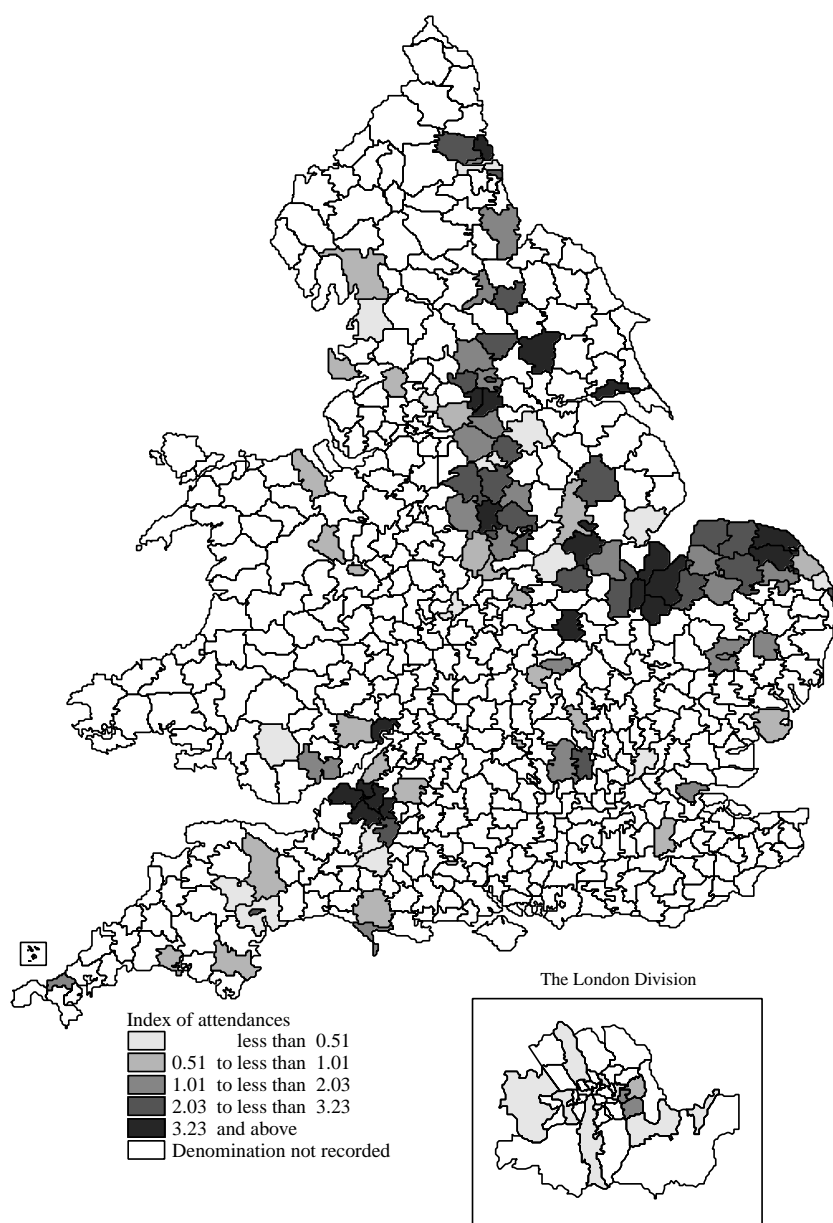 The London Division
Index of attendances
less than 0.51
0.51 to less than 1.01
1.01 to less than 2.03
2.03 to less than 3.23
3.23 and above
Denomination not recorded